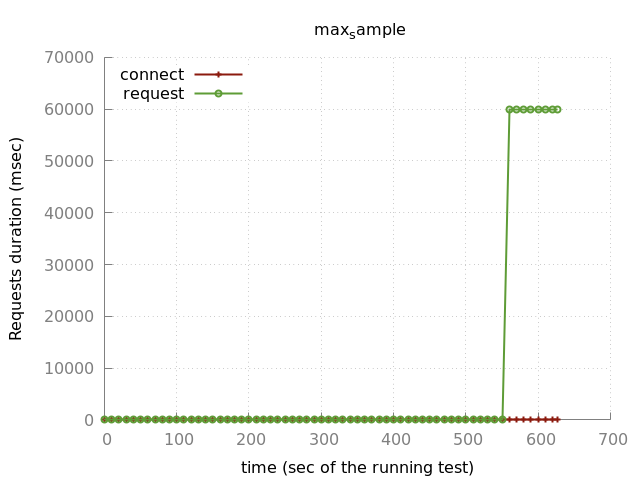 maxsample
70000
60000
50000
40000
30000
20000
10000
0
connect
request
Requests duration (msec)
0 100 200 300 400 500 600 700
time (sec of the running test)